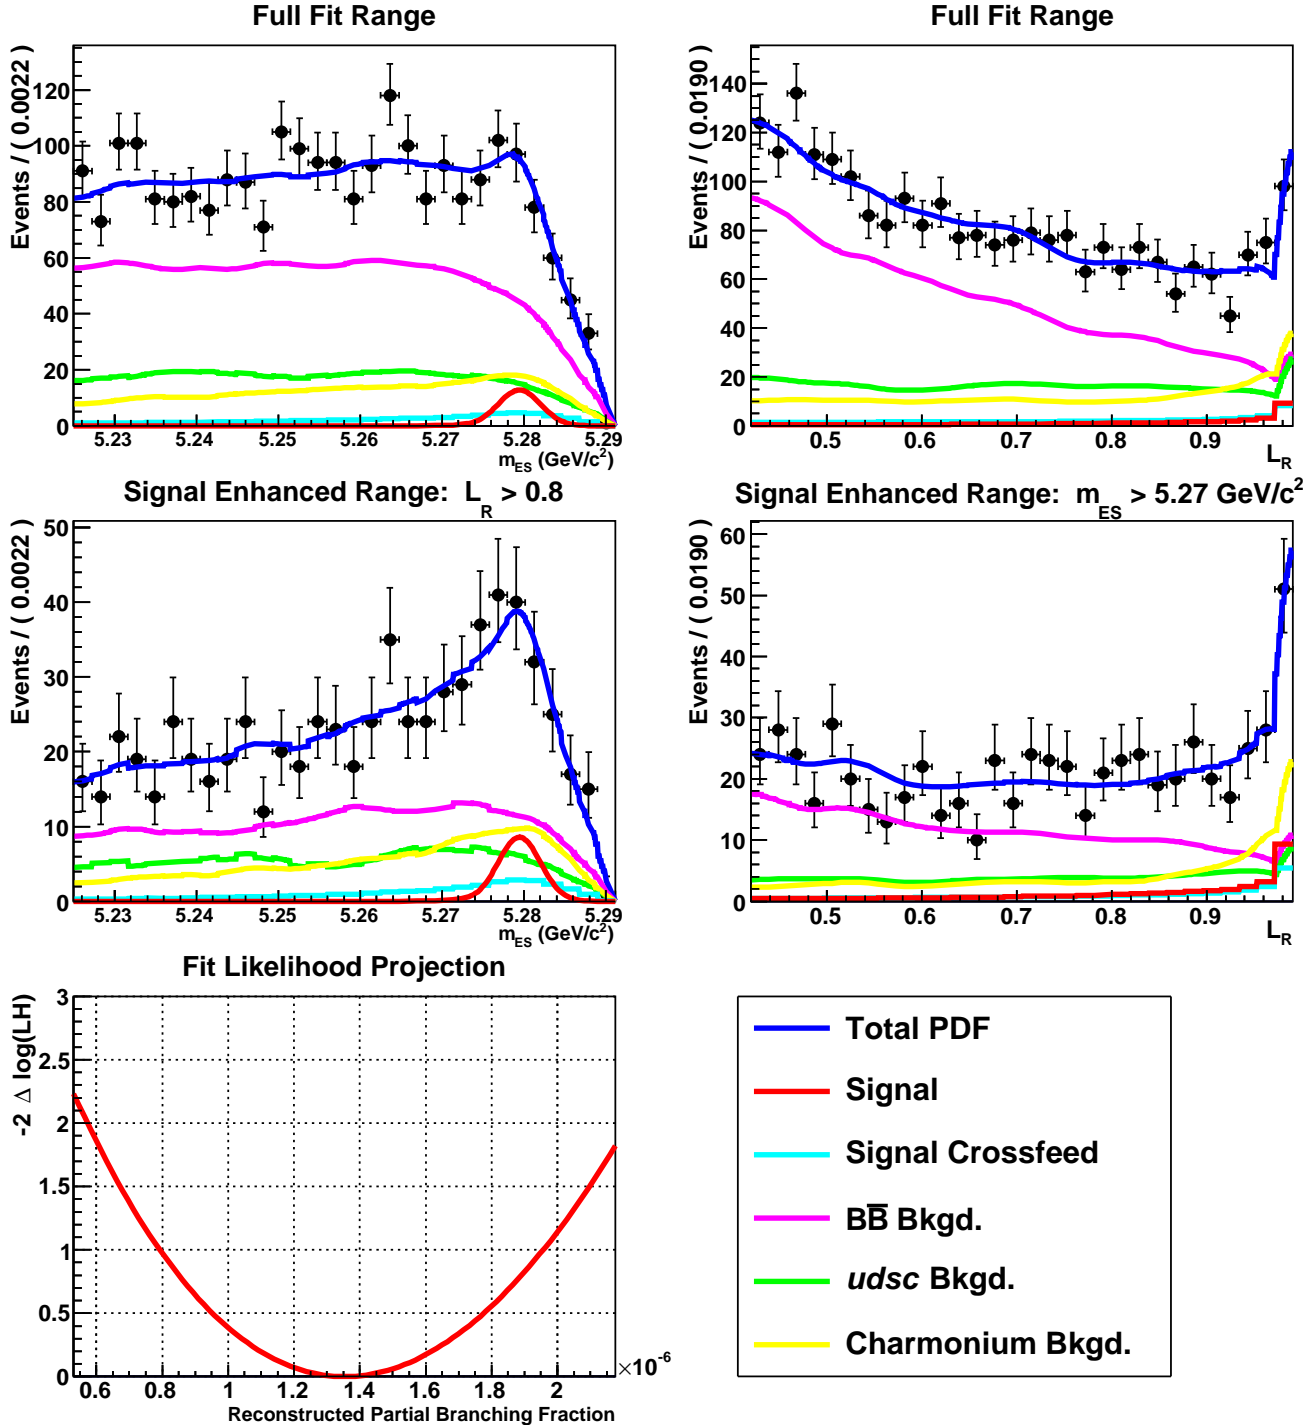 Full Fit Range
Events / ( 0.0022 )
120
100
80
60
40
20
0
5.23 5.24 5.25 5.26 5.27 5.28 5.29
m_ES (GeV/c²)
Full Fit Range
Events / ( 0.0190 )
140
120
100
80
60
40
20
0
0.5 0.6 0.7 0.8 0.9
L_R
Signal Enhanced Range: L_R > 0.8
Events / ( 0.0022 )
50
40
30
20
10
0
5.23 5.24 5.25 5.26 5.27 5.28 5.29
m_ES (GeV/c²)
Signal Enhanced Range: m_ES > 5.27 GeV/c²
Events / ( 0.0190 )
60
50
40
30
20
10
0
0.5 0.6 0.7 0.8 0.9
L_R
Fit Likelihood Projection
-2 Δ log(LH)
3
2.5
2
1.5
1
0.5
0
0.6 0.8 1 1.2 1.4 1.6 1.8 2
×10⁻⁶
Reconstructed Partial Branching Fraction
Total PDF
Signal
Signal Crossfeed
BB̅ Bkgd.
udsc Bkgd.
Charmonium Bkgd.